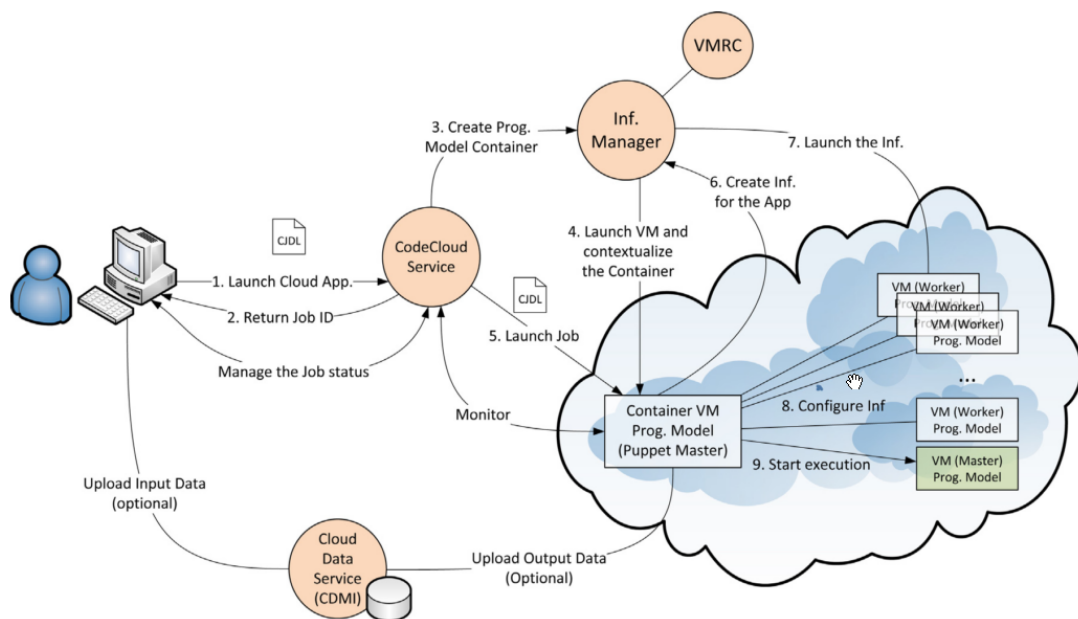 VMRC
Inf.
Manager
3. Create Prog.
Model Container
7. Launch the Inf.
6. Create Inf.
for the App
CJDL
CodeCloud
Service
4. Launch VM and
contextualize
the Container
1. Launch Cloud App.
2. Return Job ID
CJDL
5. Launch Job
Manage the Job status
VM (Worker)
Prog. Model
VM (Worker)
VM (Worker)
Prog. Model
...
Monitor
Container VM
Prog. Model
(Puppet Master)
8. Configure Inf
VM (Worker)
Prog. Model
9. Start execution
VM (Master)
Prog. Model
Upload Input Data
(optional)
Cloud
Data
Service
(CDMI)
Upload Output Data
(Optional)